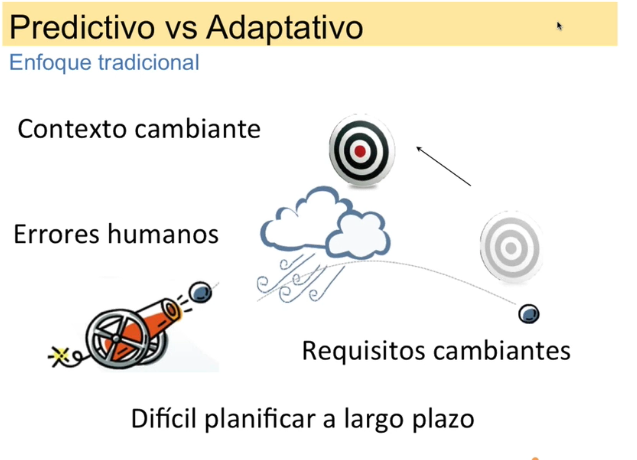 Predictivo vs Adaptativo
Enfoque tradicional
Contexto cambiante
Errores humanos
Requisitos cambiantes
Difícil planificar a largo plazo